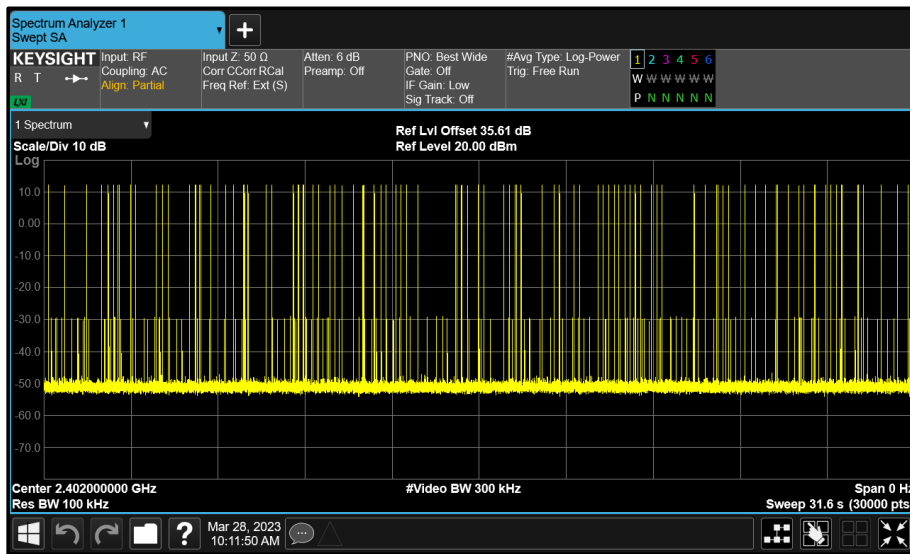 Spectrum Analyzer 1
Swept SA
KEYSIGHT
R T
LXI
Input: RF
Coupling: AC
Align: Partial
Input Z: 50 Ω
Corr CCorr RCal
Freq Ref: Ext (S)
Atten: 6 dB
Preamp: Off
PNO: Best Wide
Gate: Off
IF Gain: Low
Sig Track: Off
#Avg Type: Log-Power
Trig: Free Run
1 2 3 4 5 6
W W W W W W
P N N N N N
1 Spectrum
Scale/Div 10 dB
Ref Lvl Offset 35.61 dB
Ref Level 20.00 dBm
Log
10.0
0.00
-10.0
-20.0
-30.0
-40.0
-50.0
-60.0
-70.0
Center 2.402000000 GHz
#Video BW 300 kHz
Span 0 Hz
Res BW 100 kHz
Sweep 31.6 s (30000 pts
?
Mar 28, 2023
10:11:50 AM